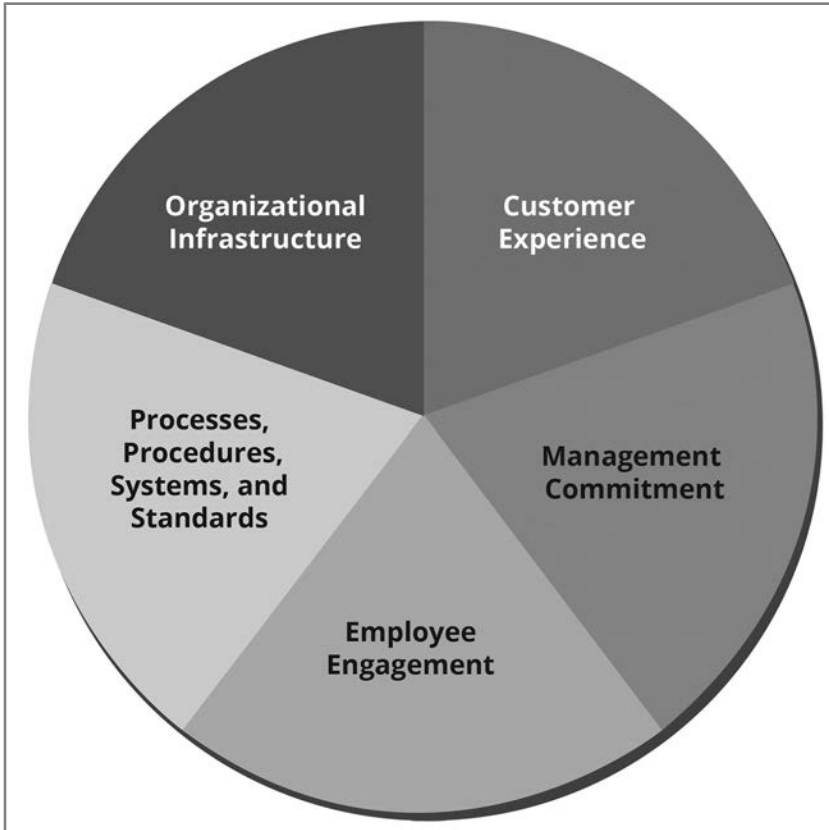 Organizational
Infrastructure
Customer
Experience
Processes,
Procedures,
Systems, and
Standards
Management
Commitment
Employee
Engagement